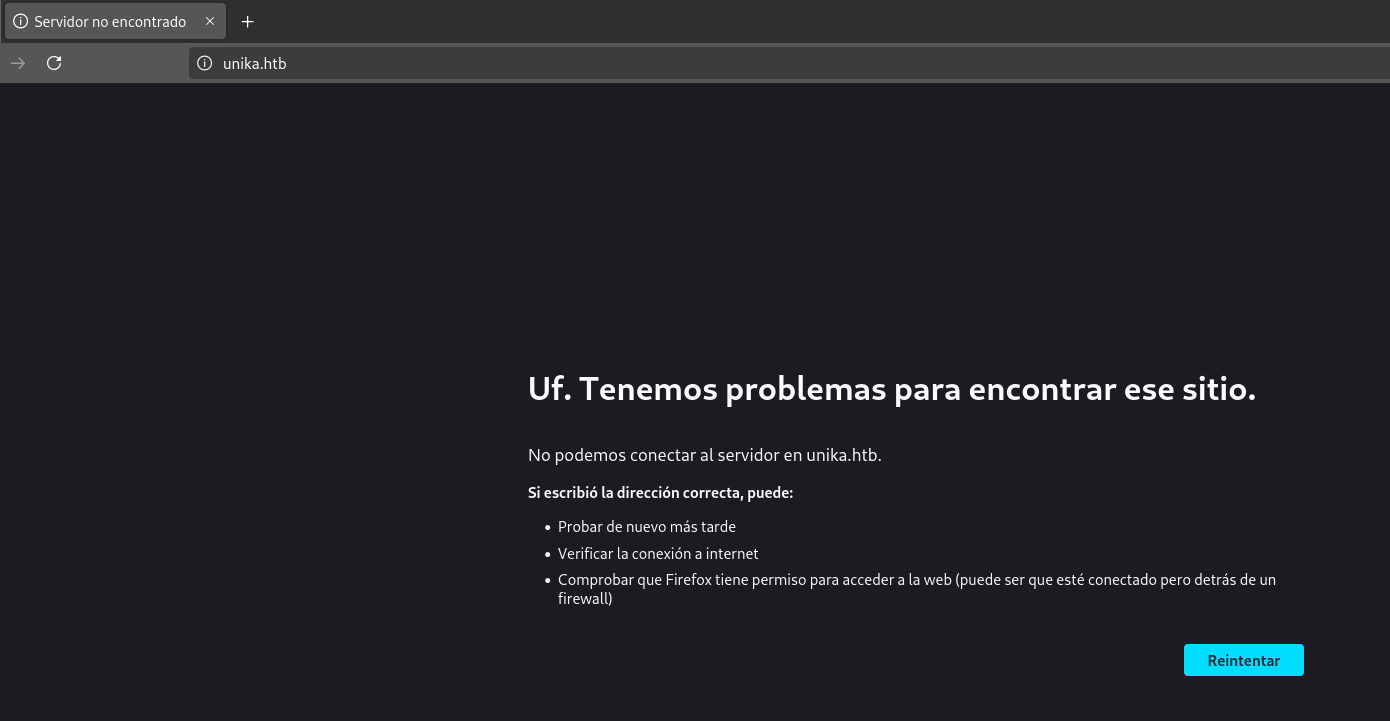 Servidor no encontrado
unika.htb
Uf. Tenemos problemas para encontrar ese sitio.
No podemos conectar al servidor en unika.htb.
Si escribió la dirección correcta, puede:
Probar de nuevo más tarde
Verificar la conexión a internet
Comprobar que Firefox tiene permiso para acceder a la web (puede ser que esté conectado pero detrás de un
firewall)
Reintentar